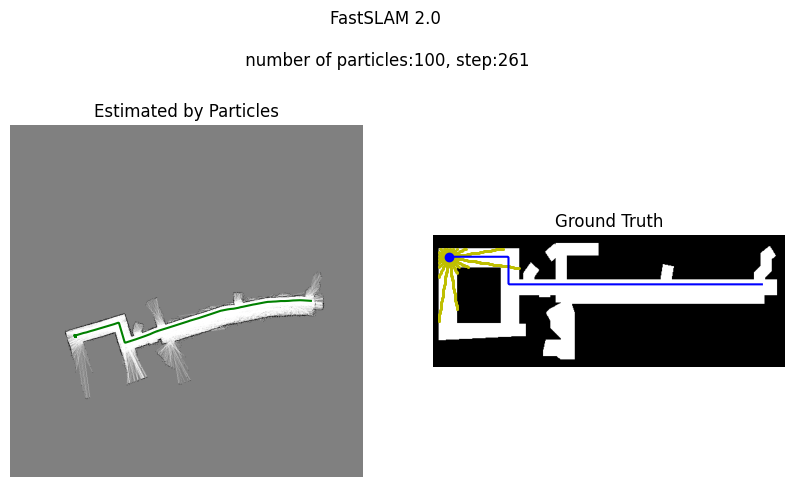 FastSLAM 2.0
number of particles:100, step:261
Estimated by Particles
Ground Truth